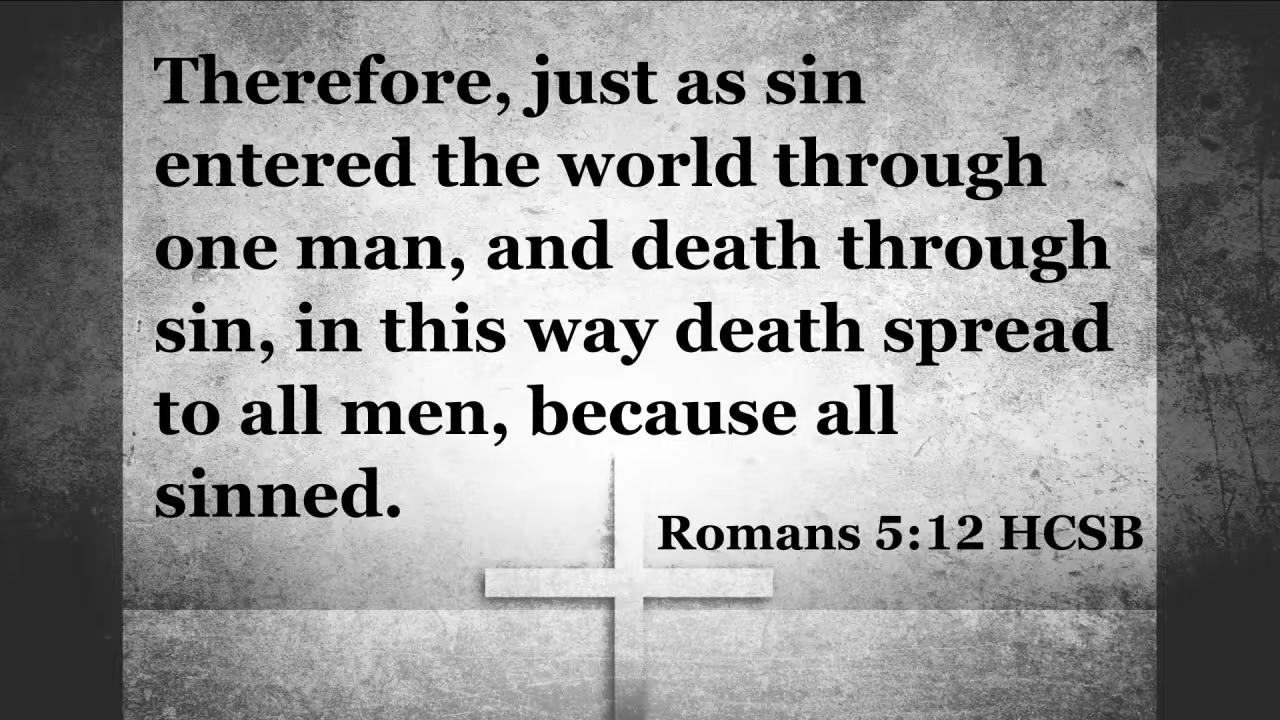 Therefore, just as sin
entered the world through
one man, and death through
sin, in this way death spread
to all men, because all
sinned.
Romans 5:12 HCSB